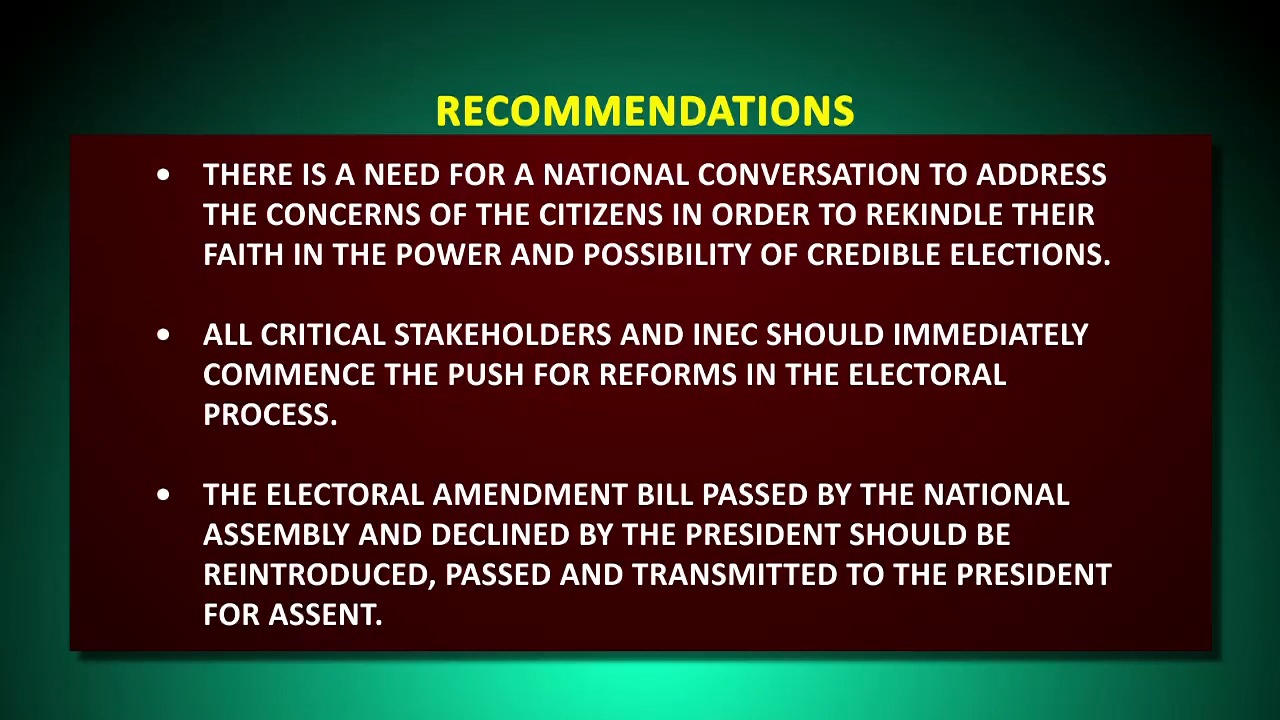 RECOMMENDATIONS
• THERE IS A NEED FOR A NATIONAL CONVERSATION TO ADDRESS
THE CONCERNS OF THE CITIZENS IN ORDER TO REKINDLE THEIR
FAITH IN THE POWER AND POSSIBILITY OF CREDIBLE ELECTIONS.
• ALL CRITICAL STAKEHOLDERS AND INEC SHOULD IMMEDIATELY
COMMENCE THE PUSH FOR REFORMS IN THE ELECTORAL
PROCESS.
• THE ELECTORAL AMENDMENT BILL PASSED BY THE NATIONAL
ASSEMBLY AND DECLINED BY THE PRESIDENT SHOULD BE
REINTRODUCED, PASSED AND TRANSMITTED TO THE PRESIDENT
FOR ASSENT.